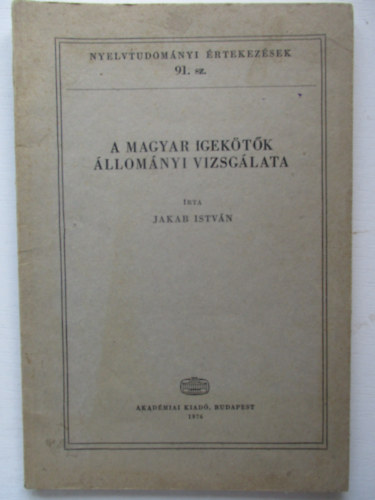 NYELVTUDOMÁNYI ÉRTEKEZÉSEK
91. sz.
A MAGYAR IGEKÖTŐK
ÁLLOMÁNYI VIZSGÁLATA
ÍRTA
JAKAB ISTVÁN
AKADÉMIAI KIADÓ, BUDAPEST
1976